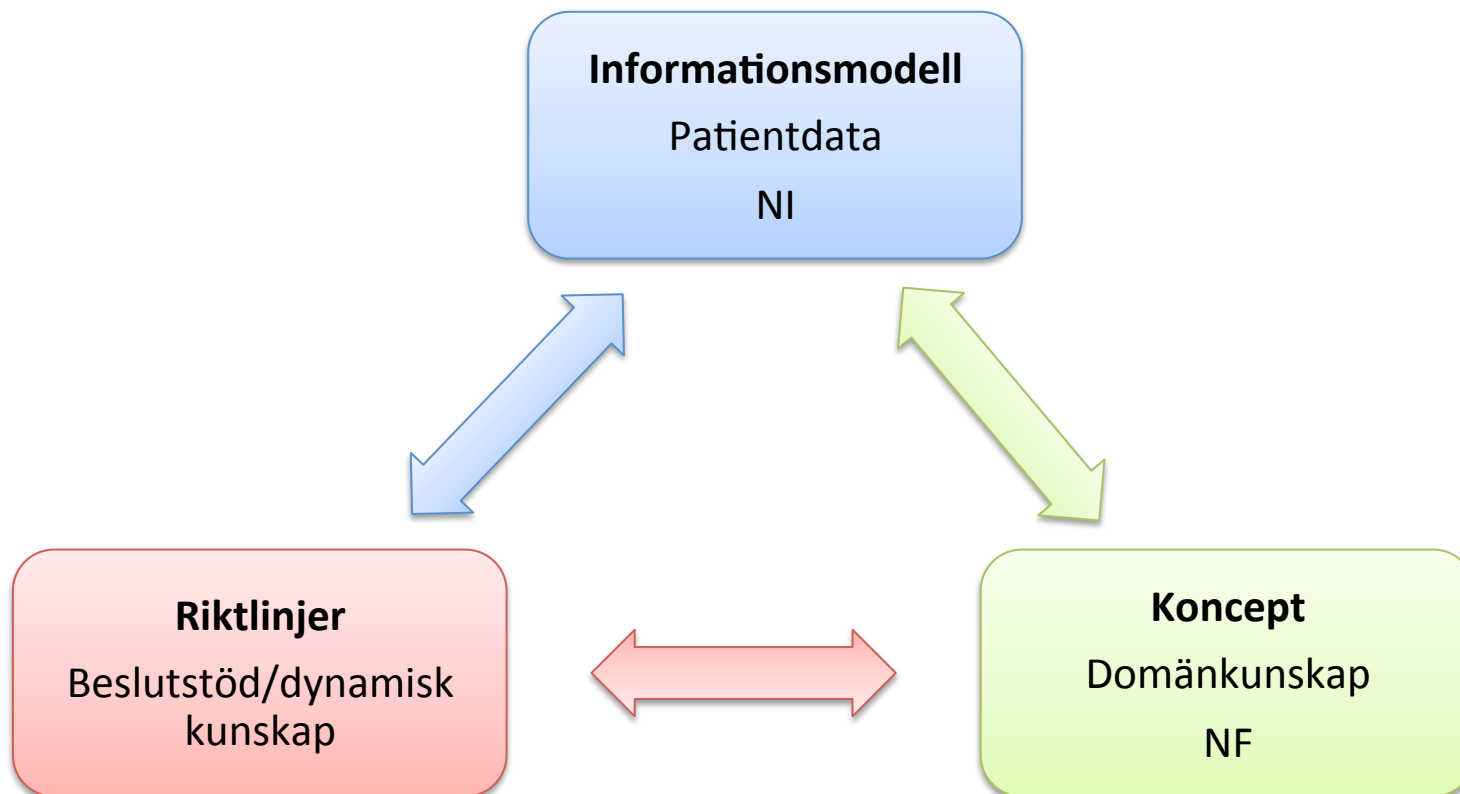 Informationsmodell
Patientdata
NI
Riktlinjer
Beslutstöd/dynamisk
kunskap
Koncept
Domänkunskap
NF